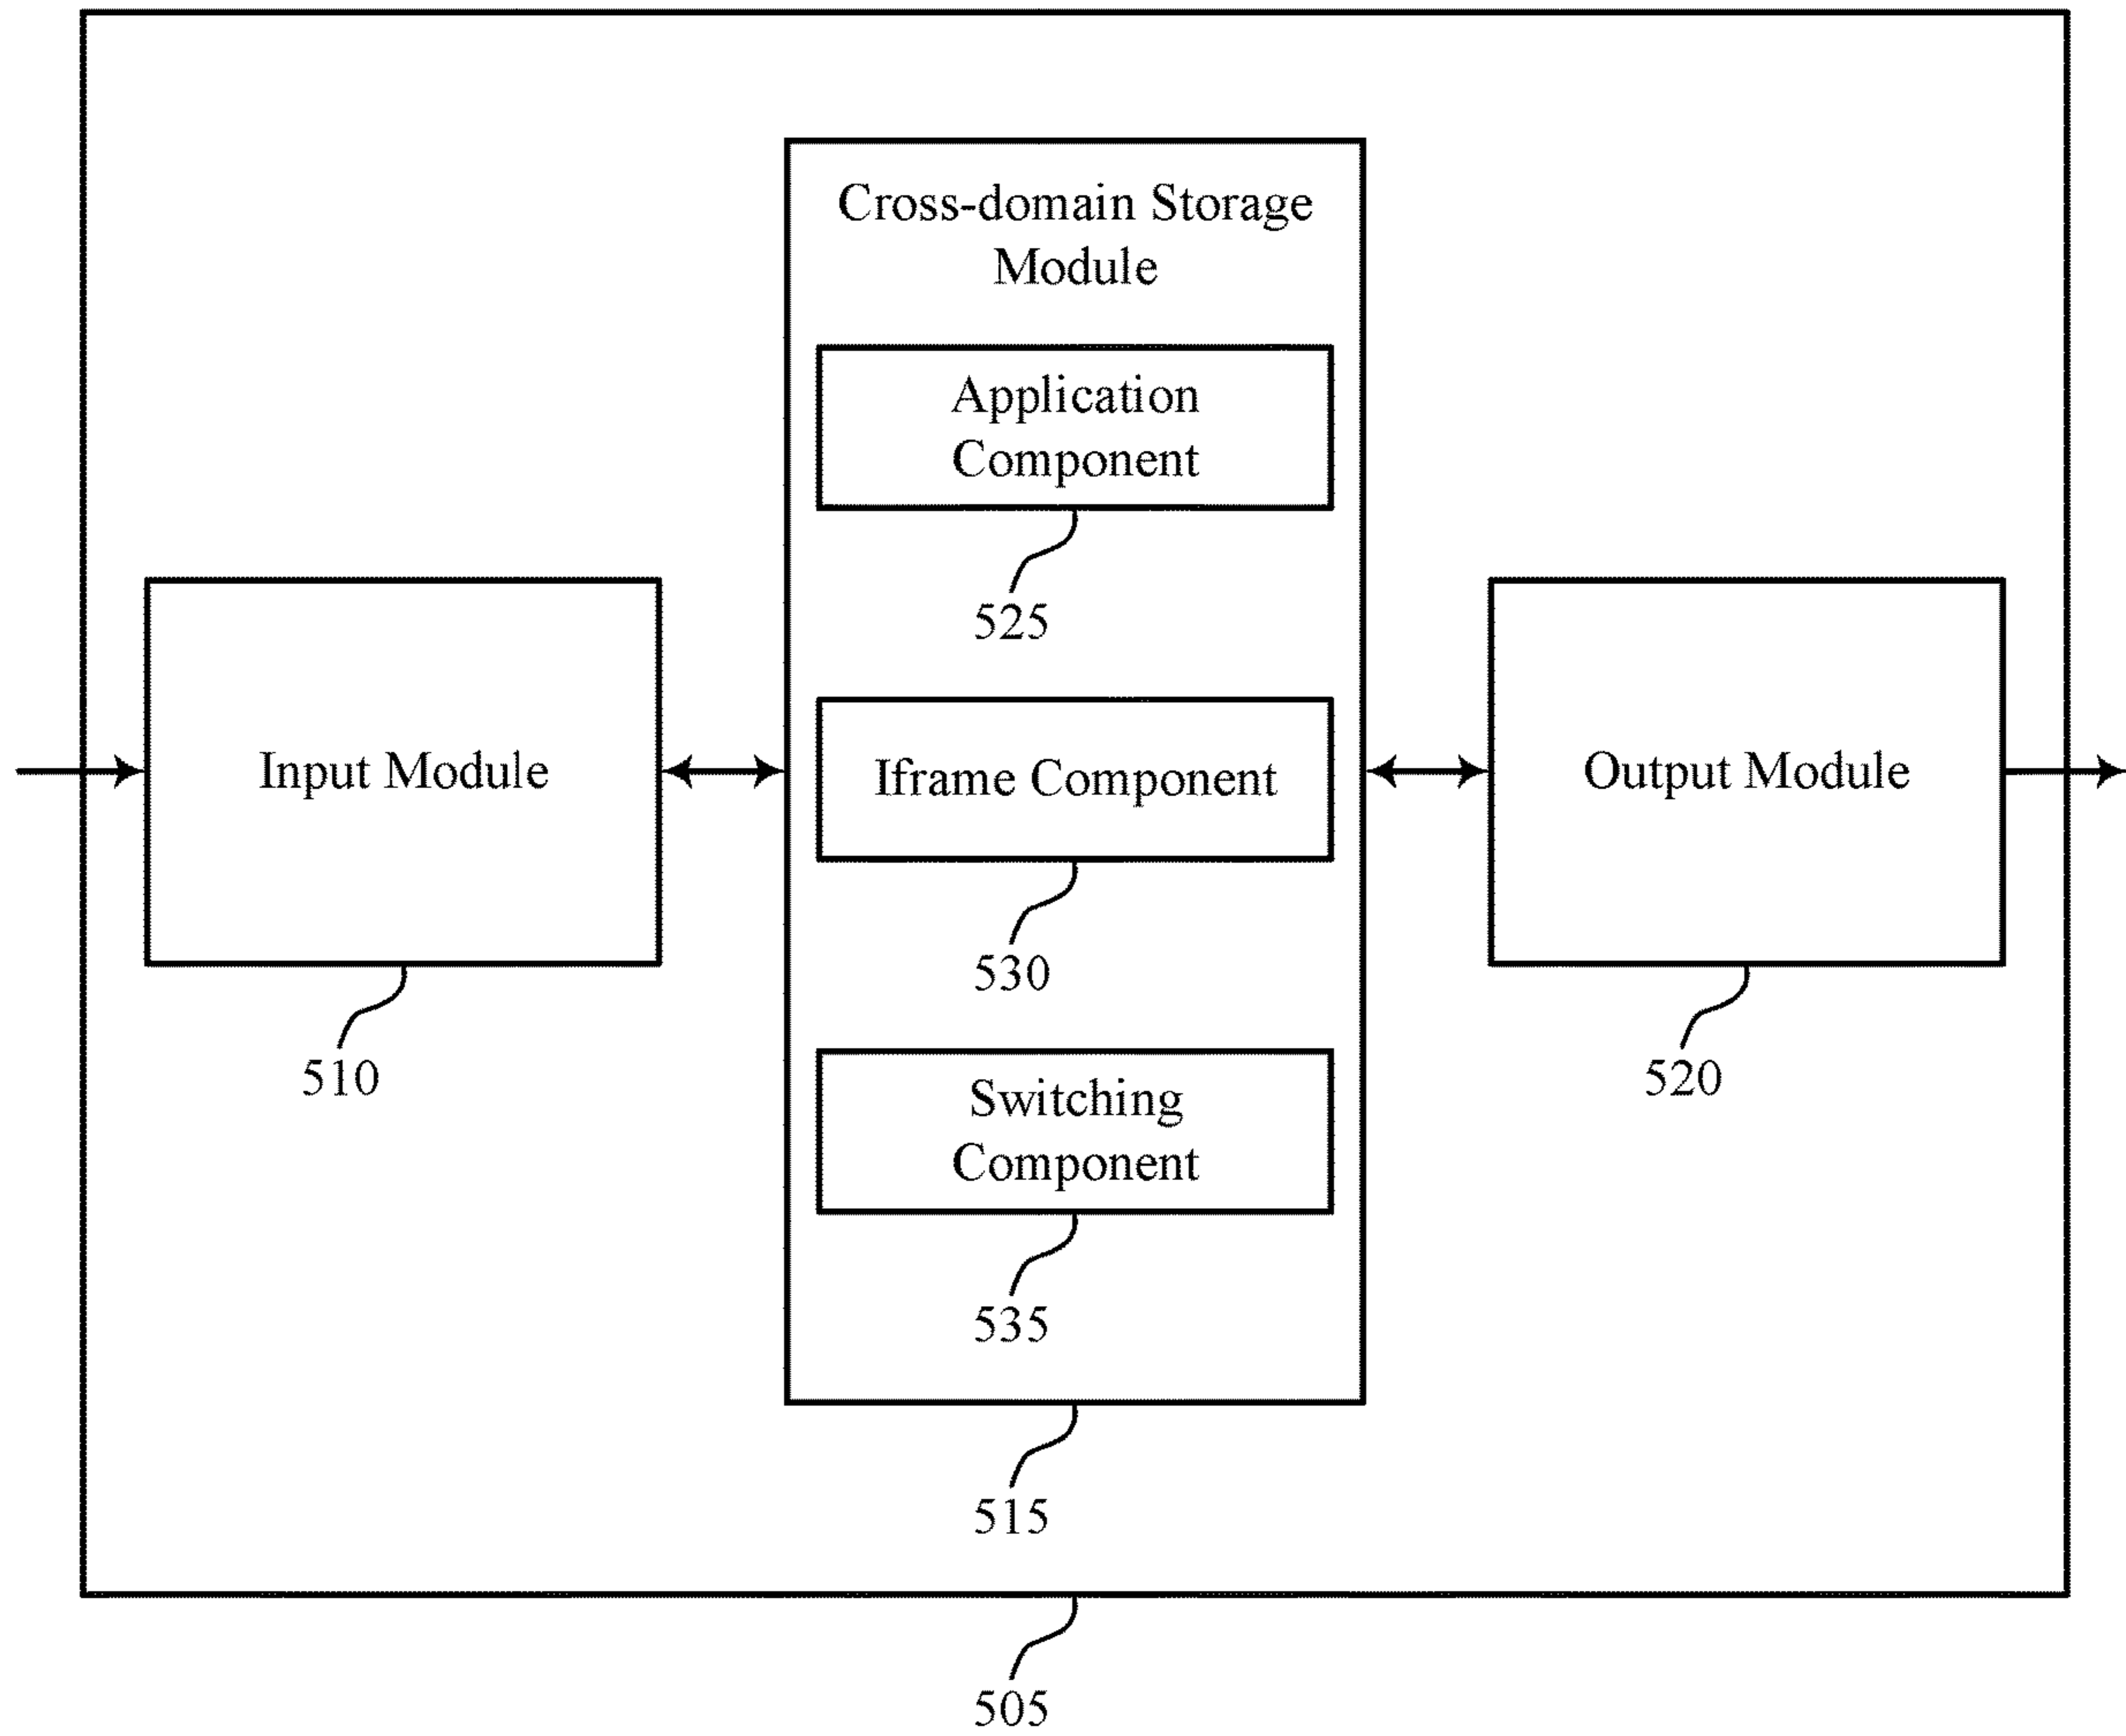 Cross-domain Storage
Module
Application
Component
525
Input Module
Iframe Component
Output Module
530
510
520
Switching
Component
535
515
505